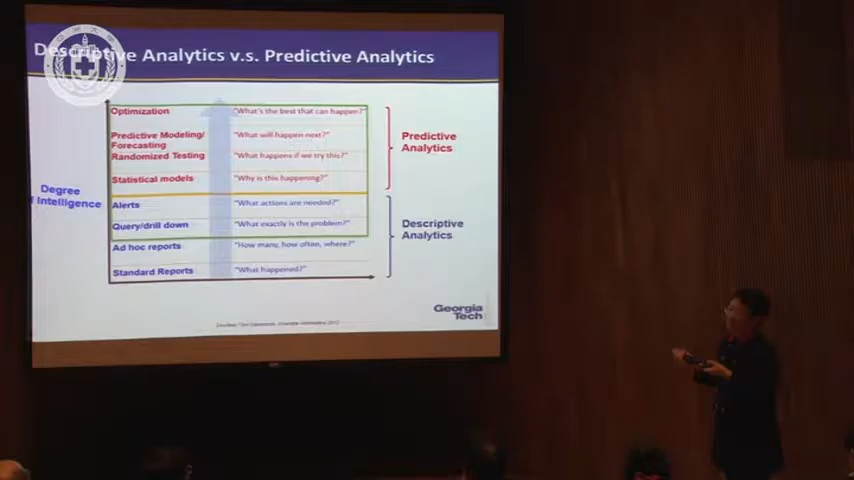 Descriptive Analytics v.s. Predictive Analytics
Optimization "What's the best that can happen?"
Predictive Modeling/ "What will happen next?"
Forecasting
Randomized Testing "What happens if we try this?"
Statistical models "Why is this happening?"
Alerts "What actions are needed?"
Query/drill down "What exactly is the problem?"
Ad hoc reports "How many, how often, where?"
Standard Reports "What happened?"
Predictive
Analytics
Descriptive
Analytics
Degree
Intelligence
Georgia
Tech